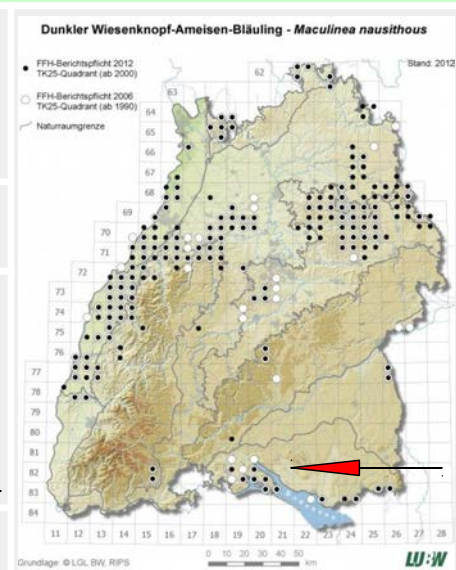 Dunkler Wiesenknopf-Ameisen-Bläuling - Maculinea nausithous
FFH-Berichtspflicht 2012
TK25-Quadrant (ab 2000)
FFH-Berichtspflicht 2006
TK25-Quadrant (ab 1990)
Naturraumgrenze
Stand: 2012
62
63
64
65
66
67
68
69
70
71
72
73
74
75
76
77
78
79
80
81
82
83
84
11 12 13 14 15 16 17 18 19 20 21 22 23 24 25 26 27 28
0 10 20 30 40 50
km
Grundlage © LGL BW, RIPS
LUBW